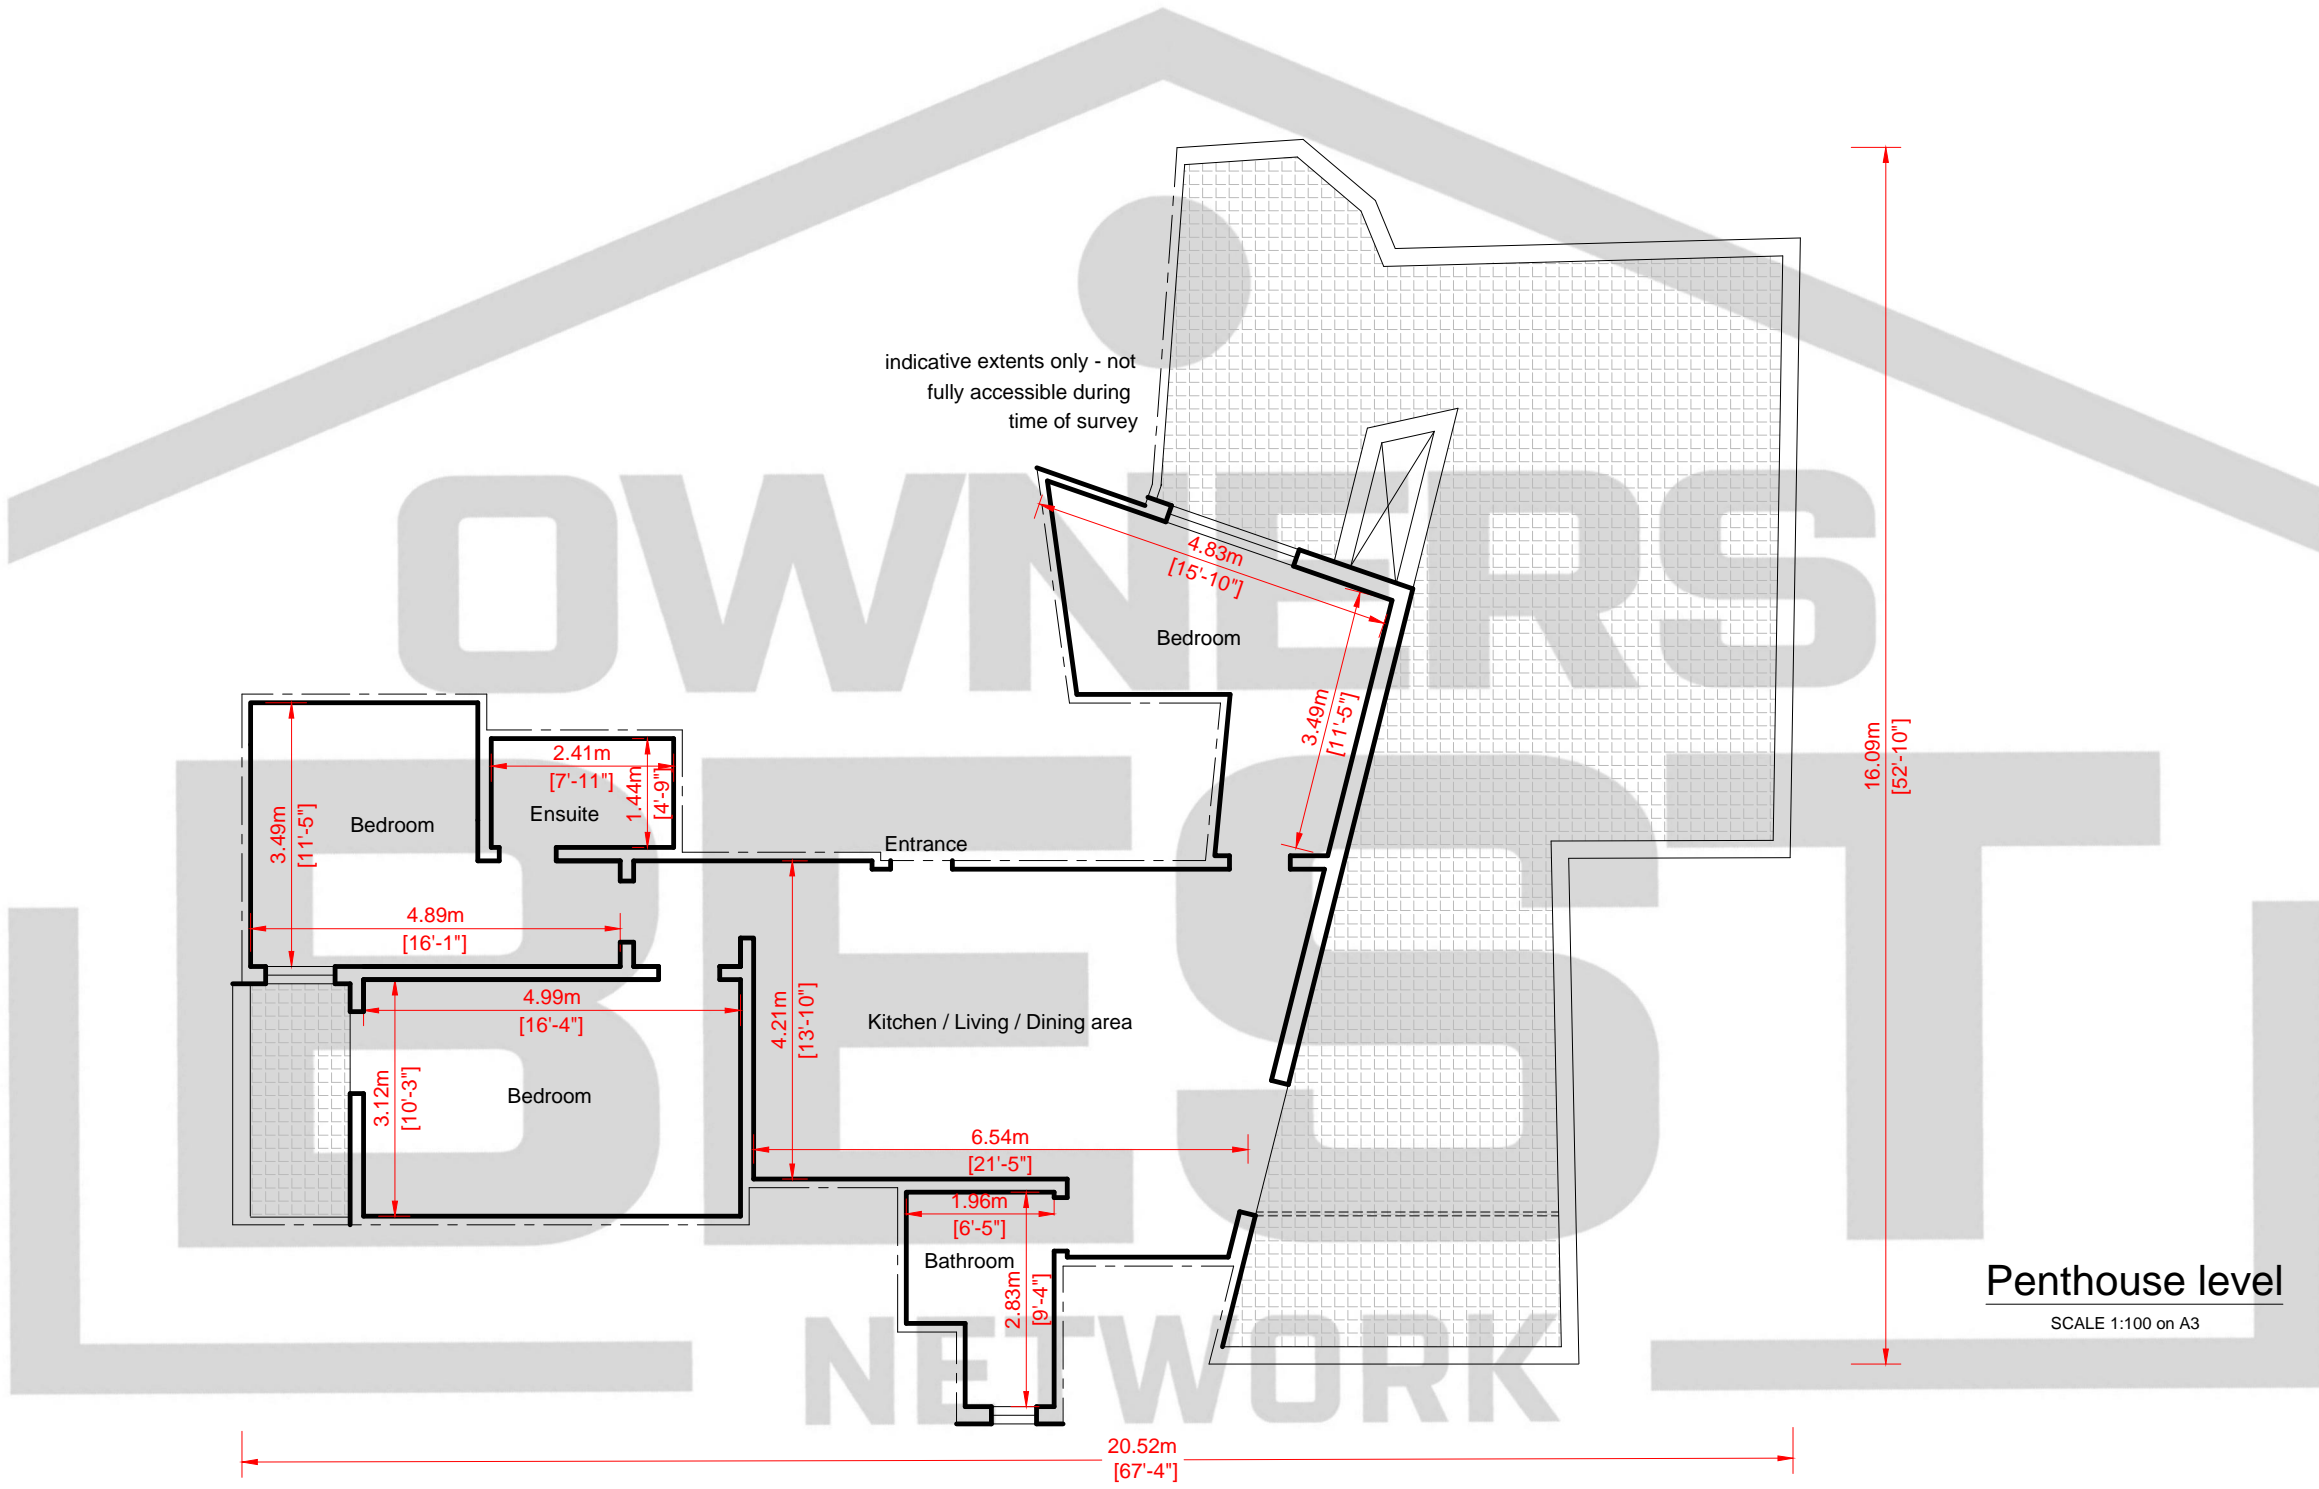 indicative extents only - not
fully accessible during
time of survey
4.83m
[15'-10"]
Bedroom
3.49m
[11'-5"]
16.09m
[52'-10"]
2.41m
[7'-11"]
1.44m
[4'-9"]
Ensuite
3.49m
[11'-5"]
Bedroom
Entrance
4.89m
[16'-1"]
4.99m
[16'-4"]
4.21m
[13'-10"]
Kitchen / Living / Dining area
3.12m
[10'-3"]
Bedroom
6.54m
[21'-5"]
1.96m
[6'-5"]
Bathroom
2.83m
[9'-4"]
Penthouse level
SCALE 1:100 on A3
20.52m
[67'-4"]
OWNERS
BEST
NETWORK